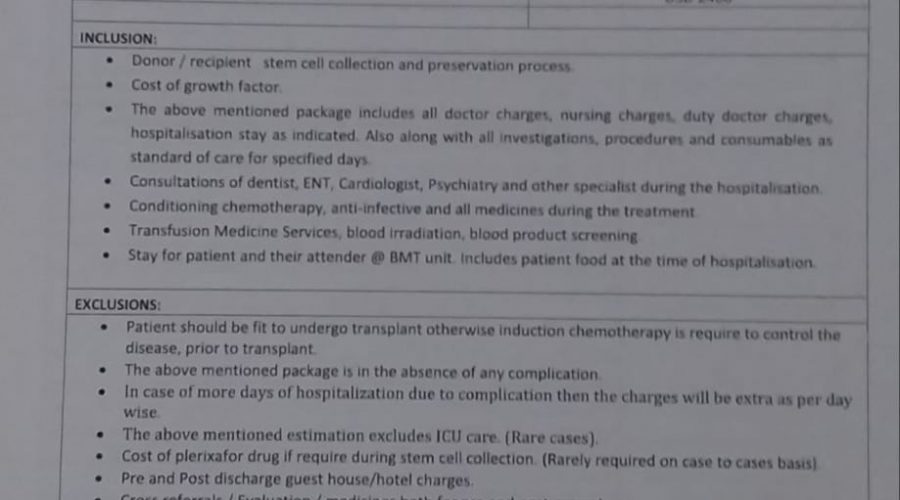 INCLUSION:
• Donor / recipient stem cell collection and preservation process.
• Cost of growth factor.
• The above mentioned package includes all doctor charges, nursing charges, duty doctor charges,
hospitalisation stay as indicated. Also along with all investigations, procedures and consumables as
standard of care for specified days.
• Consultations of dentist, ENT, Cardiologist, Psychiatry and other specialist during the hospitalisation.
• Conditioning chemotherapy, anti-infective and all medicines during the treatment.
• Transfusion Medicine Services, blood irradiation, blood product screening
• Stay for patient and their attender @ BMT unit. Includes patient food at the time of hospitalisation.
EXCLUSIONS:
• Patient should be fit to undergo transplant otherwise induction chemotherapy is require to control the
disease, prior to transplant.
• The above mentioned package is in the absence of any complication.
• In case of more days of hospitalization due to complication then the charges will be extra as per day
wise.
• The above mentioned estimation excludes ICU care. (Rare cases).
• Cost of plerixafor drug if require during stem cell collection. (Rarely required on case to cases basis)
• Pre and Post discharge guest house/hotel charges.